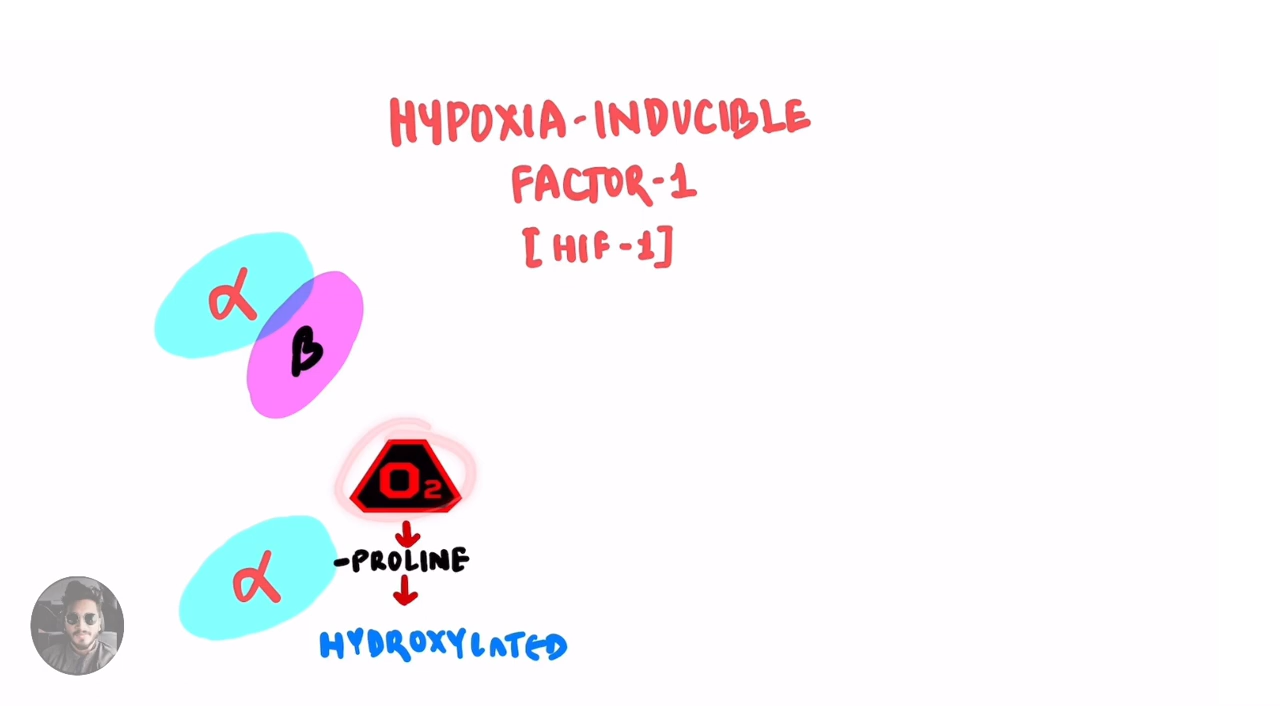 HYPOXIA-INDUCIBLE
FACTOR-1
[HIF-1]
α
B
O2
α
-PROLINE
HYDROXYLATED